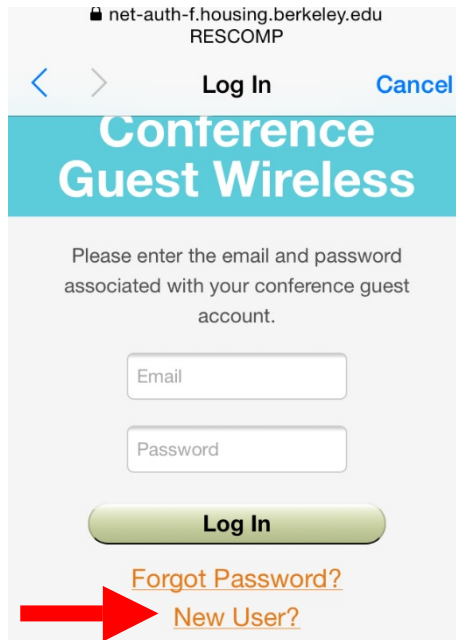 net-auth-f.housing.berkeley.edu
RESCOMP
Log In Cancel
Conference
Guest Wireless
Please enter the email and password
associated with your conference guest
account.
Email
Password
Log In
Forgot Password?
New User?